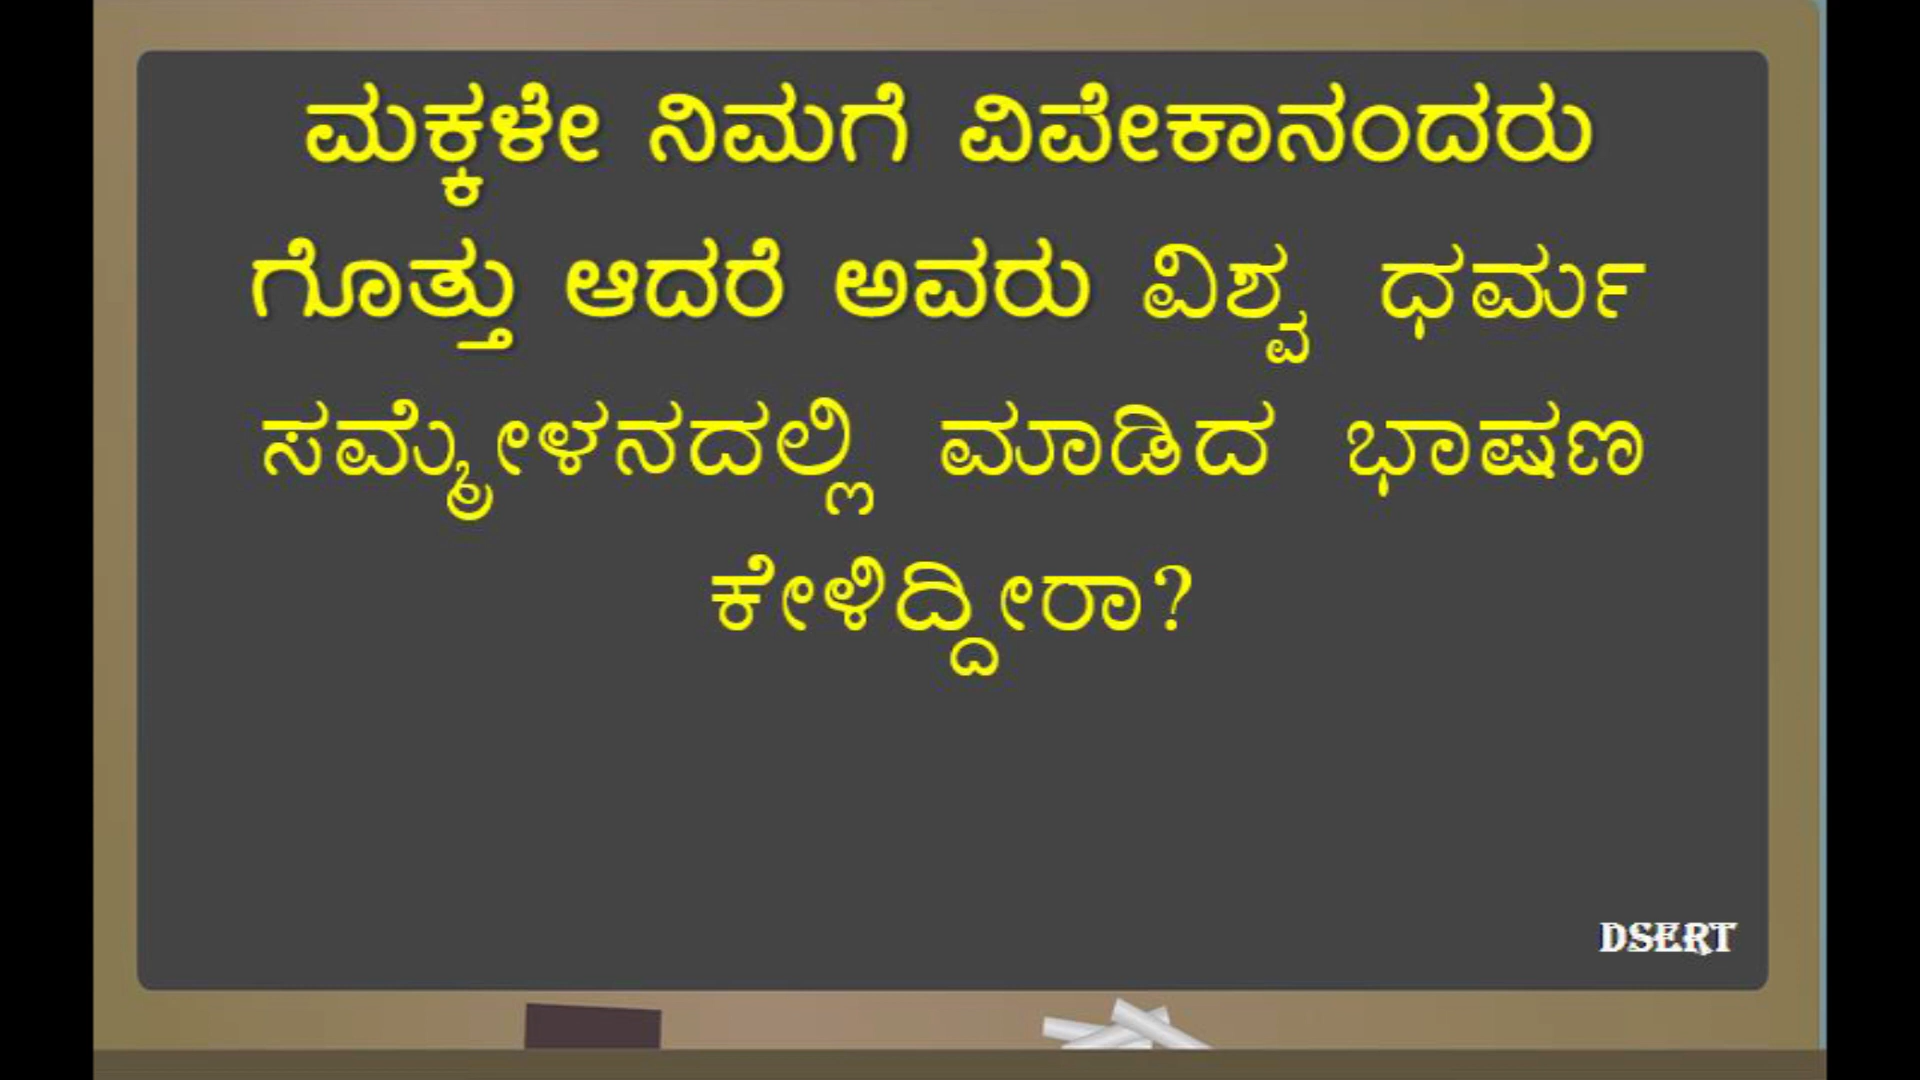 ಮಕ್ಕಳೇ ನಿಮಗೆ ವಿವೇಕಾನಂದರು
ಗೊತ್ತು ಆದರೆ ಅವರು ವಿಶ್ವ ಧರ್ಮ
ಸಮ್ಮೇಳನದಲ್ಲಿ ಮಾಡಿದ ಭಾಷಣ
ಕೇಳಿದ್ದೀರಾ?
DSERT